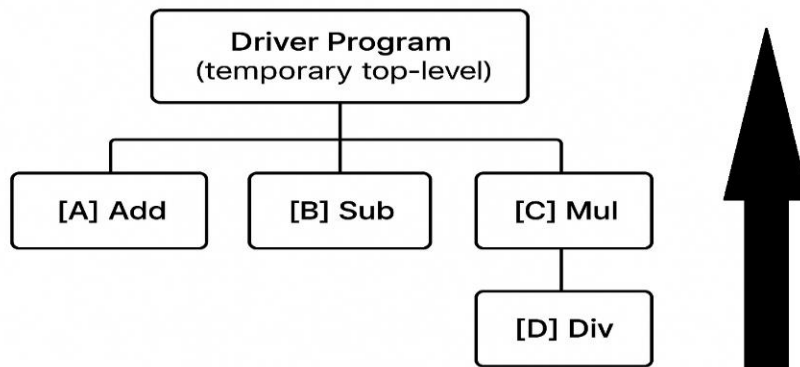 Driver Program
(temporary top-level)
[A] Add
[B] Sub
[C] Mul
[D] Div